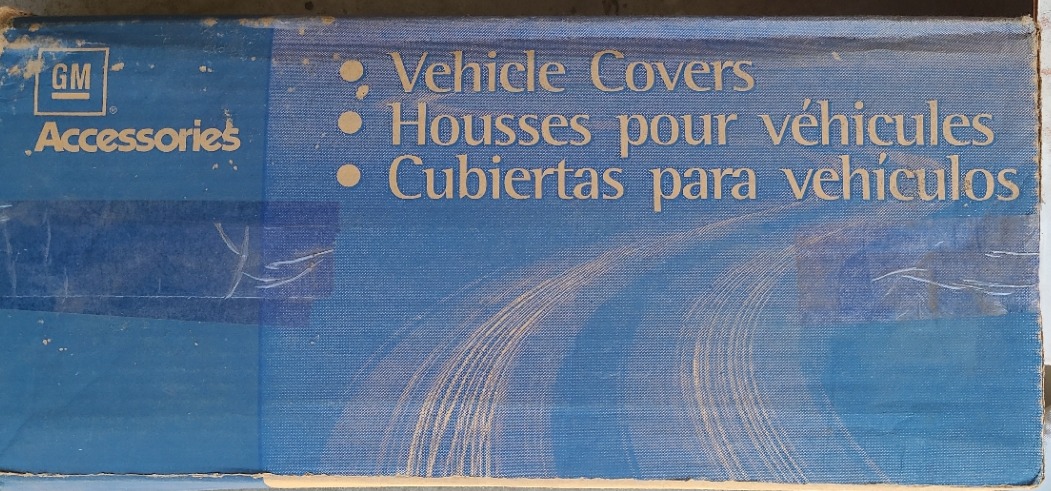 GM
Accessories
• Vehicle Covers
• Housses pour véhicules
• Cubiertas para vehículos